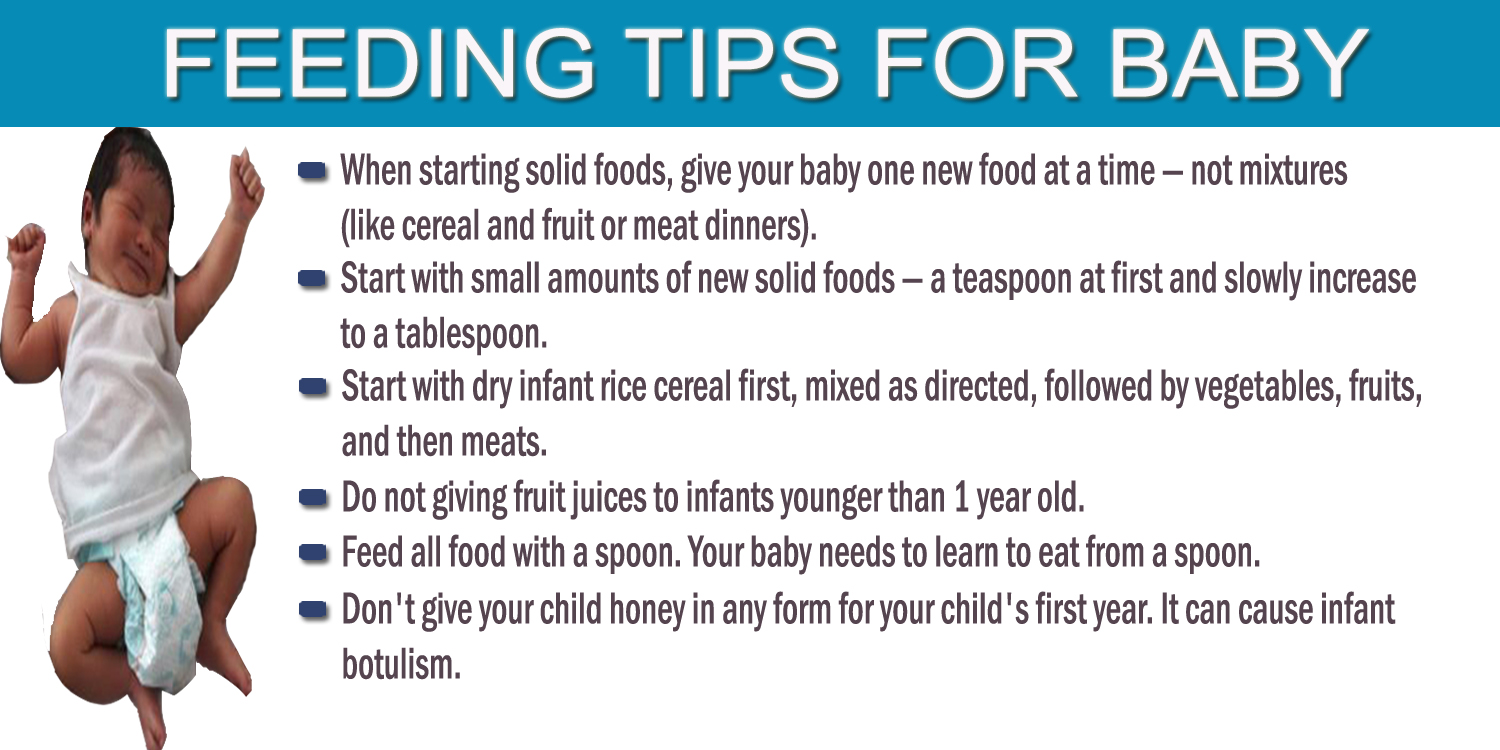 FEEDING TIPS FOR BABY
When starting solid foods, give your baby one new food at a time – not mixtures
(like cereal and fruit or meat dinners).
Start with small amounts of new solid foods – a teaspoon at first and slowly increase
to a tablespoon.
Start with dry infant rice cereal first, mixed as directed, followed by vegetables, fruits,
and then meats.
Do not giving fruit juices to infants younger than 1 year old.
Feed all food with a spoon. Your baby needs to learn to eat from a spoon.
Don't give your child honey in any form for your child's first year. It can cause infant
botulism.